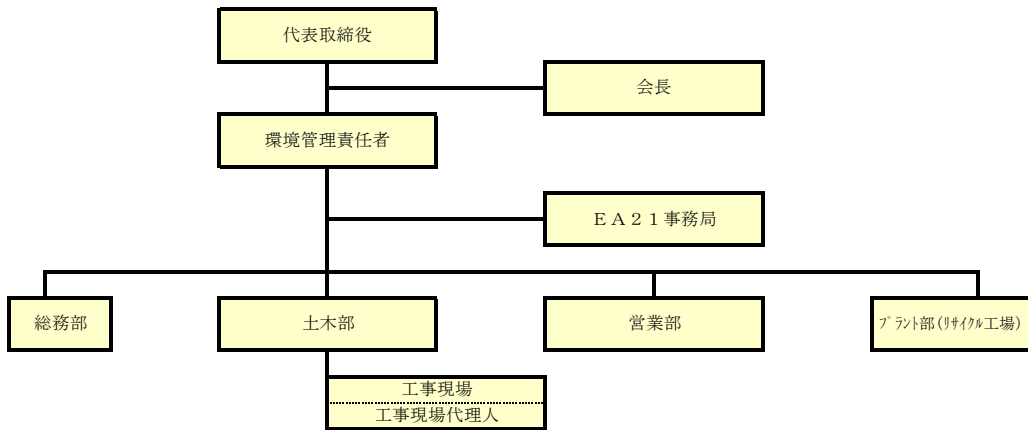 代表取締役
会長
環境管理責任者
ＥＡ２１事務局
総務部
土木部
営業部
ﾌﾟﾗﾝﾄ部(ﾘｻｲｸﾙ工場)
工事現場
工事現場代理人